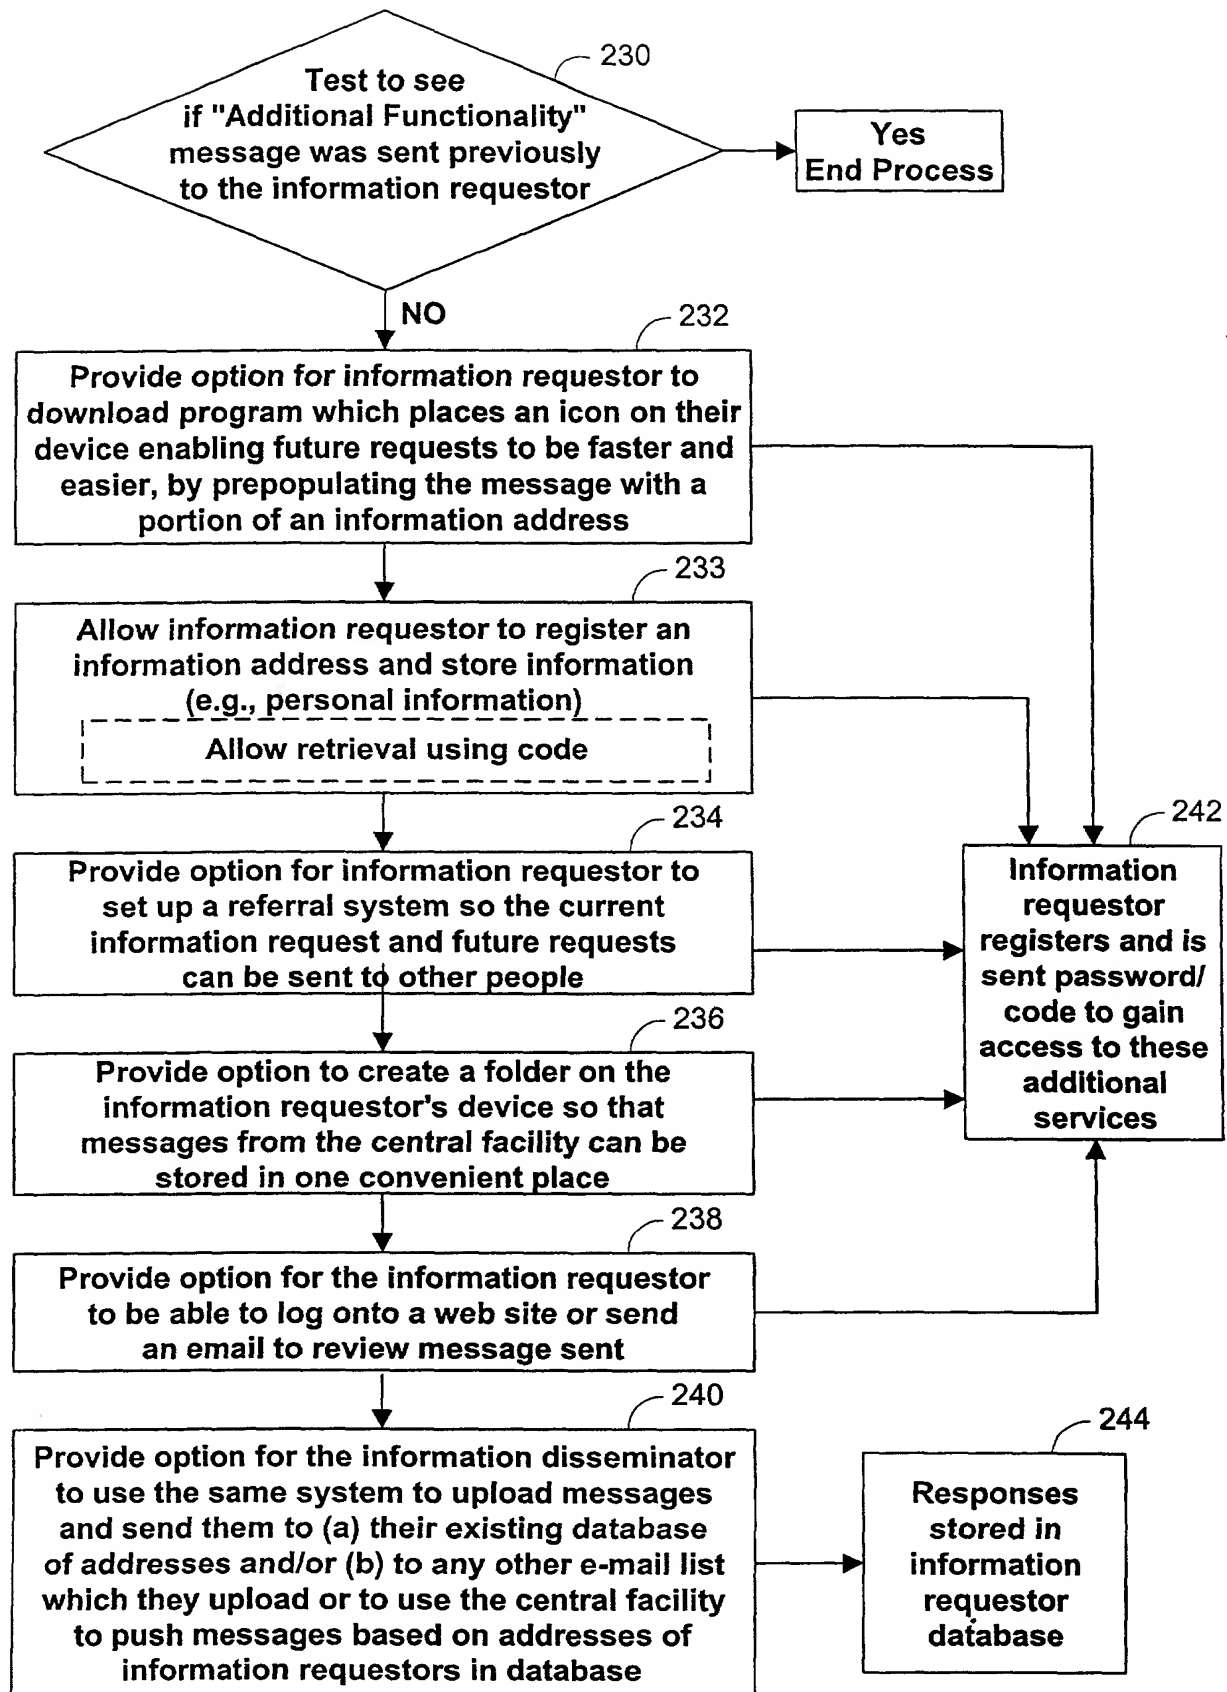 230
Test to see
if "Additional Functionality"
message was sent previously
to the information requestor
Yes
End Process
NO
232
Provide option for information requestor to
download program which places an icon on their
device enabling future requests to be faster and
easier, by prepopulating the message with a
portion of an information address
233
Allow information requestor to register an
information address and store information
(e.g., personal information)
Allow retrieval using code
234
Provide option for information requestor to
set up a referral system so the current
information request and future requests
can be sent to other people
242
Information
requestor
registers and is
sent password/
code to gain
access to these
additional
services
236
Provide option to create a folder on the
information requestor's device so that
messages from the central facility can be
stored in one convenient place
238
Provide option for the information requestor
to be able to log onto a web site or send
an email to review message sent
240
Provide option for the information disseminator
to use the same system to upload messages
and send them to (a) their existing database
of addresses and/or (b) to any other e-mail list
which they upload or to use the central facility
to push messages based on addresses of
information requestors in database
244
Responses
stored in
information
requestor
database